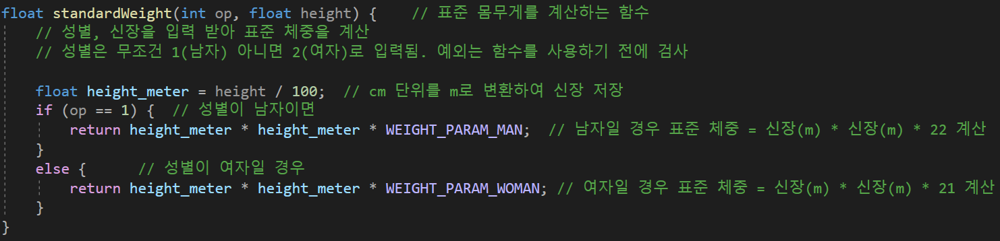 float standardWeight(int op, float height) {    // 표준 몸무게를 계산하는 함수
    // 성별, 신장을 입력 받아 표준 체중을 계산
    // 성별은 무조건 1(남자) 아니면 2(여자)로 입력됨. 예외는 함수를 사용하기 전에 검사
    float height_meter = height / 100;  // cm 단위를 m로 변환하여 신장 저장
    if (op == 1) {  // 성별이 남자이면
        return height_meter * height_meter * WEIGHT_PARAM_MAN;  // 남자일 경우 표준 체중 = 신장(m) * 신장(m) * 22 계산
    }
    else {      // 성별이 여자일 경우
        return height_meter * height_meter * WEIGHT_PARAM_WOMAN; // 여자일 경우 표준 체중 = 신장(m) * 신장(m) * 21 계산
    }
}